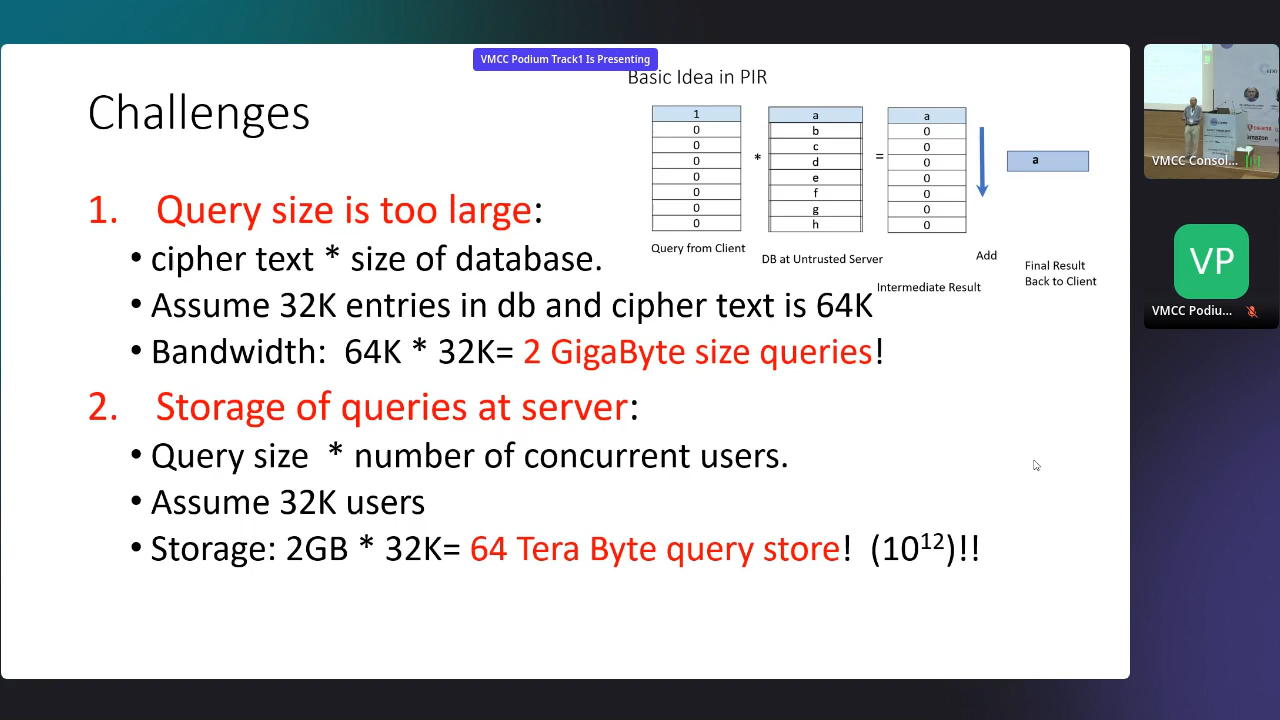 VMCC Podium Track1 Is Presenting
Basic Idea in PIR
Challenges
1 a a
0 b 0
0 c 0
0 * d = 0 a
0 e 0
0 f 0
0 g 0
0 h 0
Query from Client
DB at Untrusted Server
Add
Intermediate Result
Final Result
Back to Client
1. Query size is too large:
• cipher text * size of database.
• Assume 32K entries in db and cipher text is 64K
• Bandwidth: 64K * 32K= 2 GigaByte size queries!
2. Storage of queries at server:
• Query size * number of concurrent users.
• Assume 32K users
• Storage: 2GB * 32K= 64 Tera Byte query store! (10¹²)!!
VMCC Consol...
VP
VMCC Podiu...